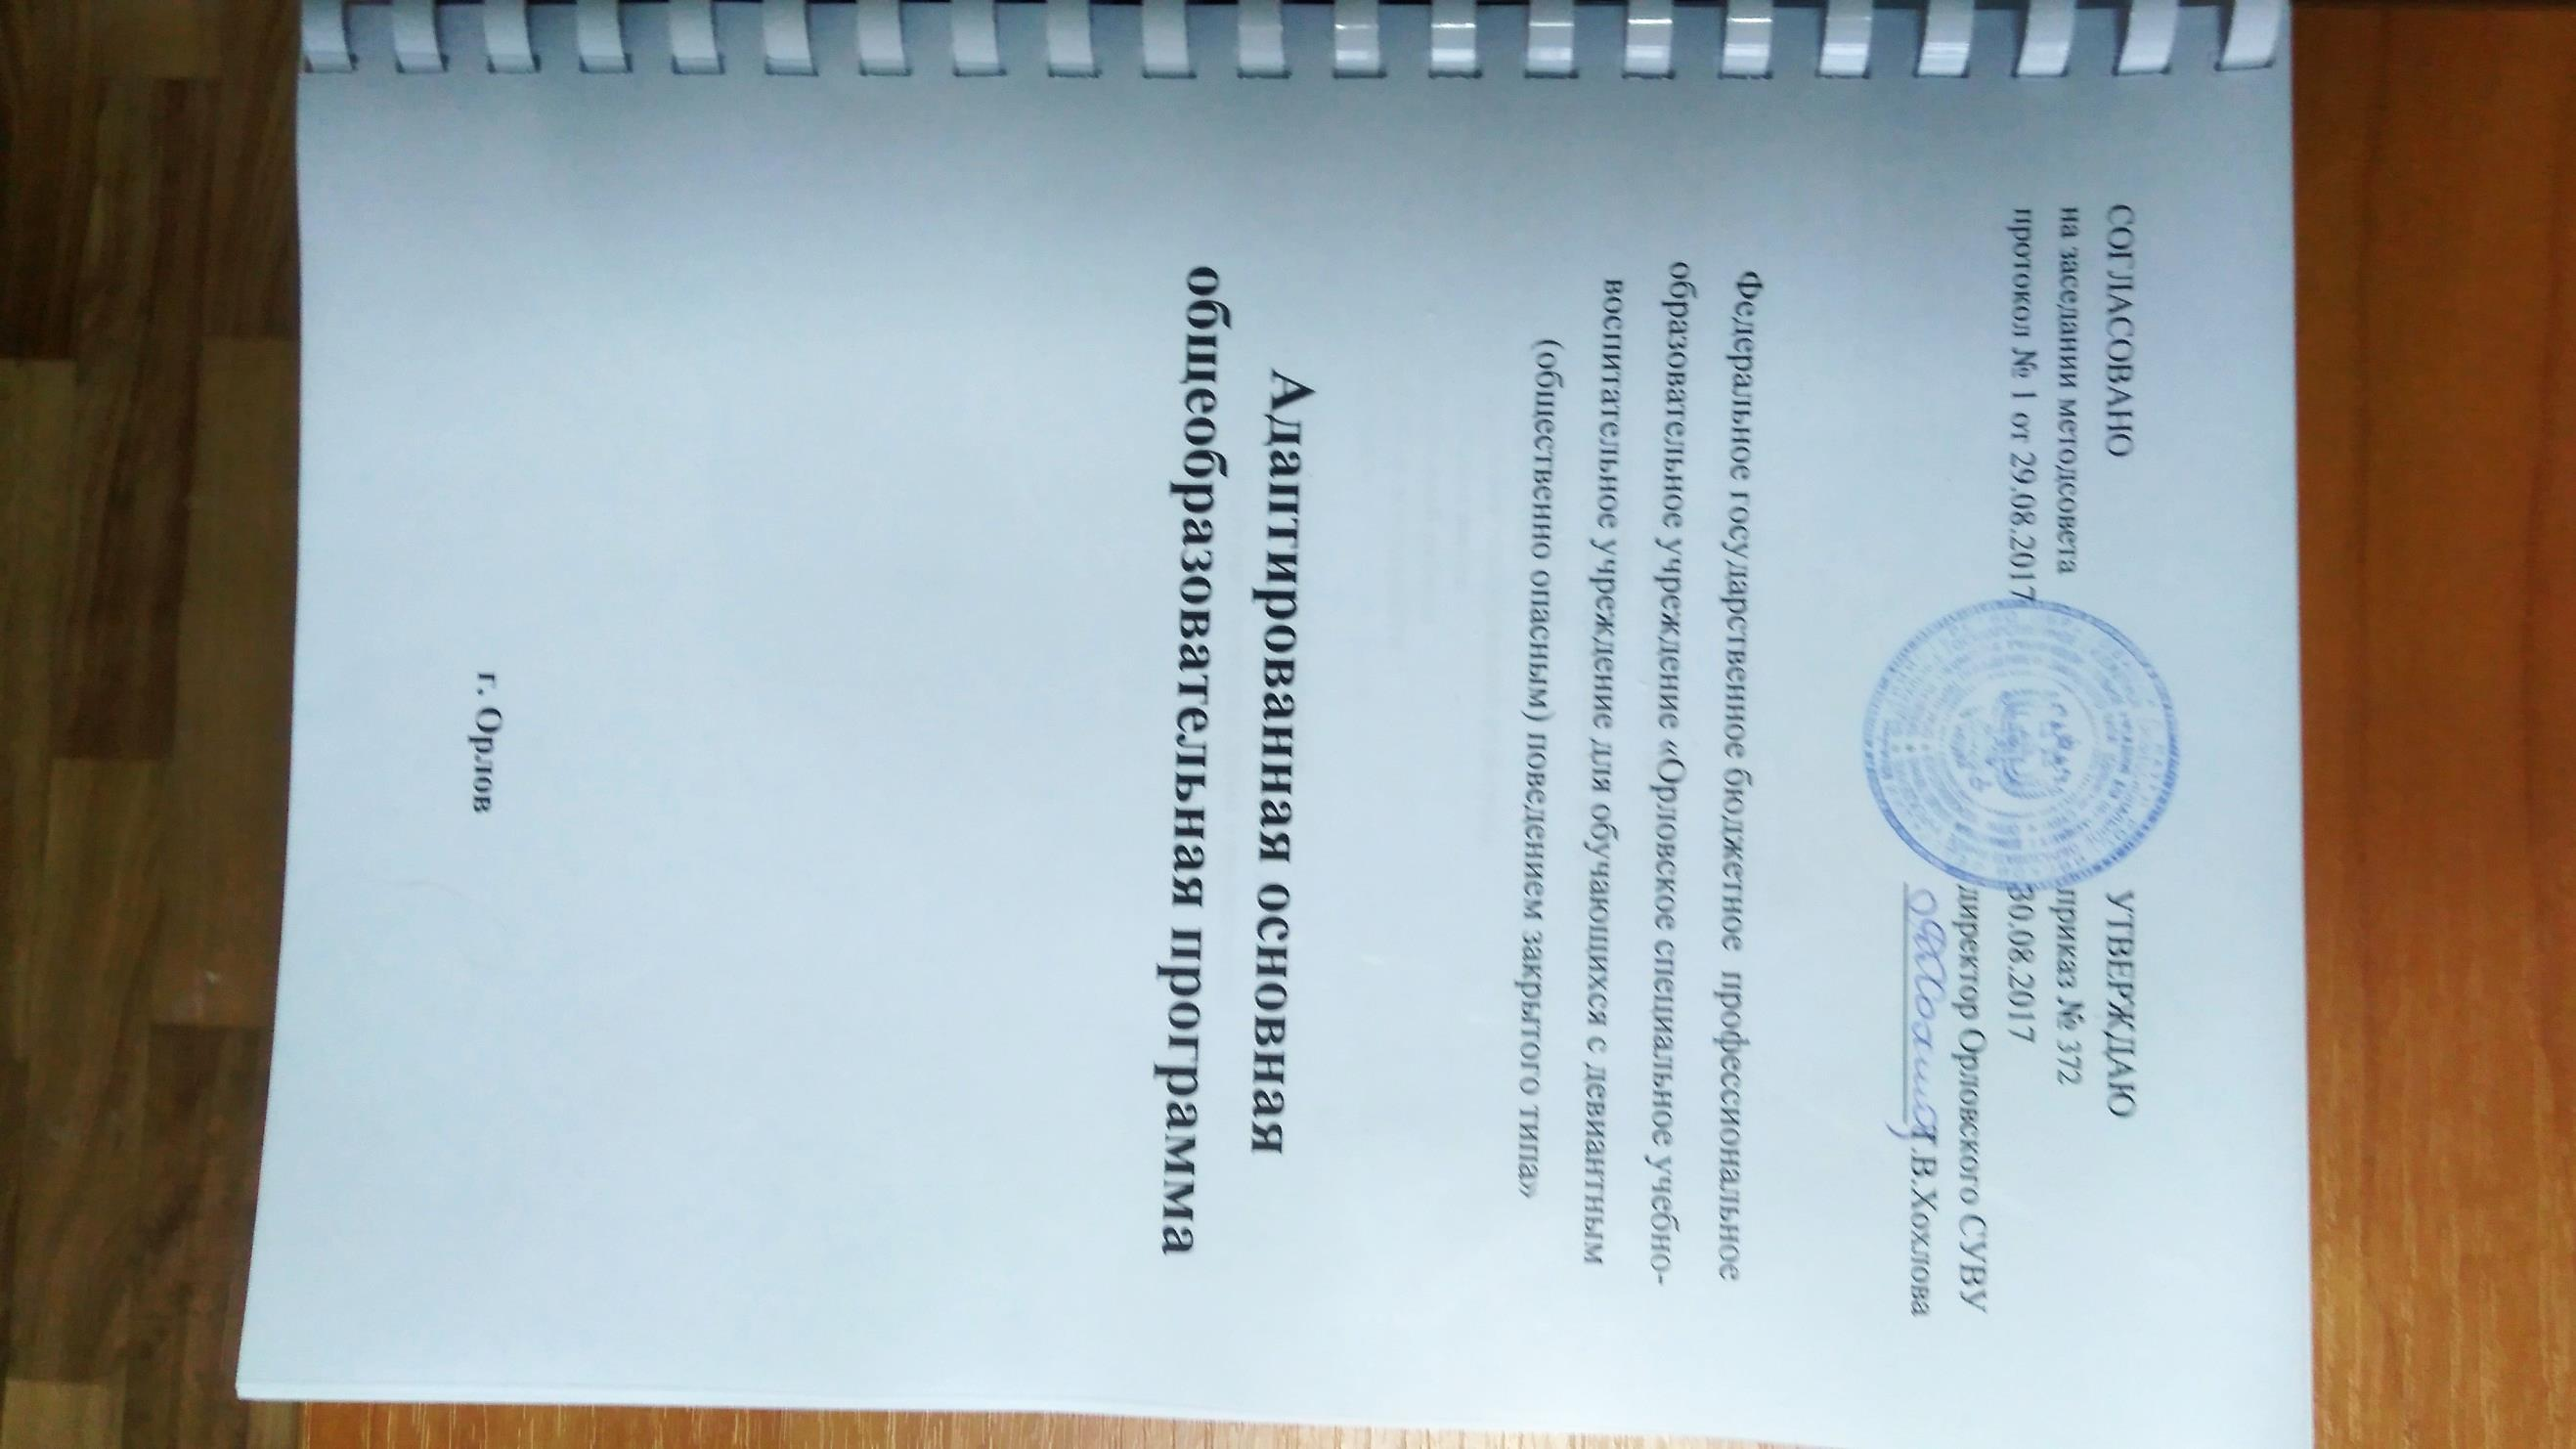 СОГЛАСОВАНО
на заседании методсовета
протокол № 1 от 29.08.2017
УТВЕРЖДАЮ
приказ № 372
30.08.2017
директор Орловского СУВУ
.В.Хохлова
Федеральное государственное бюджетное профессиональное
образовательное учреждение «Орловское специальное учебно-
воспитательное учреждение для обучающихся с девиантным
(общественно опасным) поведением закрытого типа»
Адаптированная основная
общеобразовательная программа
г. Орлов